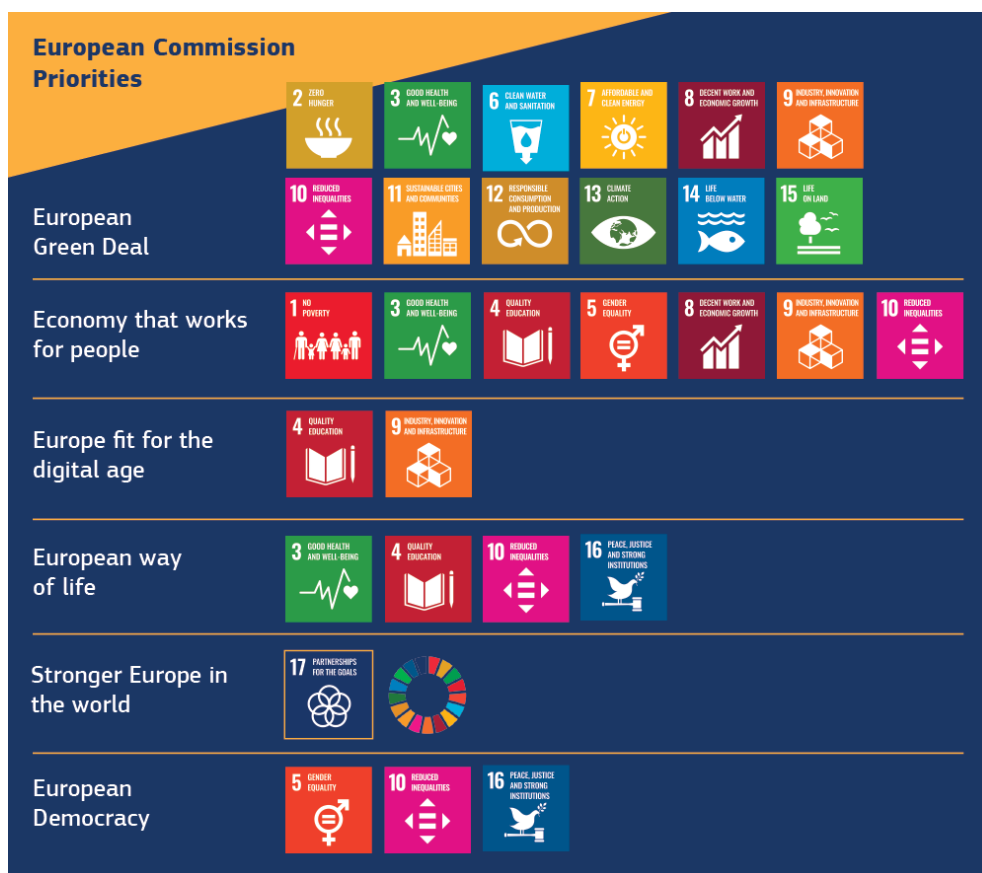 European Commission
Priorities
2 ZERO
HUNGER
3 GOOD HEALTH
AND WELL-BEING
6 CLEAN WATER
AND SANITATION
7 AFFORDABLE AND
CLEAN ENERGY
8 DECENT WORK AND
ECONOMIC GROWTH
9 INDUSTRY, INNOVATION
AND INFRASTRUCTURE
European
Green Deal
10 REDUCED
INEQUALITIES
11 SUSTAINABLE CITIES
AND COMMUNITIES
12 RESPONSIBLE
CONSUMPTION
AND PRODUCTION
13 CLIMATE
ACTION
14 LIFE
BELOW WATER
15 LIFE
ON LAND
Economy that works
for people
1 NO
POVERTY
3 GOOD HEALTH
AND WELL-BEING
4 QUALITY
EDUCATION
5 GENDER
EQUALITY
8 DECENT WORK AND
ECONOMIC GROWTH
9 INDUSTRY, INNOVATION
AND INFRASTRUCTURE
10 REDUCED
INEQUALITIES
Europe fit for the
digital age
4 QUALITY
EDUCATION
9 INDUSTRY, INNOVATION
AND INFRASTRUCTURE
European way
of life
3 GOOD HEALTH
AND WELL-BEING
4 QUALITY
EDUCATION
10 REDUCED
INEQUALITIES
16 PEACE, JUSTICE
AND STRONG
INSTITUTIONS
Stronger Europe in
the world
17 PARTNERSHIPS
FOR THE GOALS
European
Democracy
5 GENDER
EQUALITY
10 REDUCED
INEQUALITIES
16 PEACE, JUSTICE
AND STRONG
INSTITUTIONS